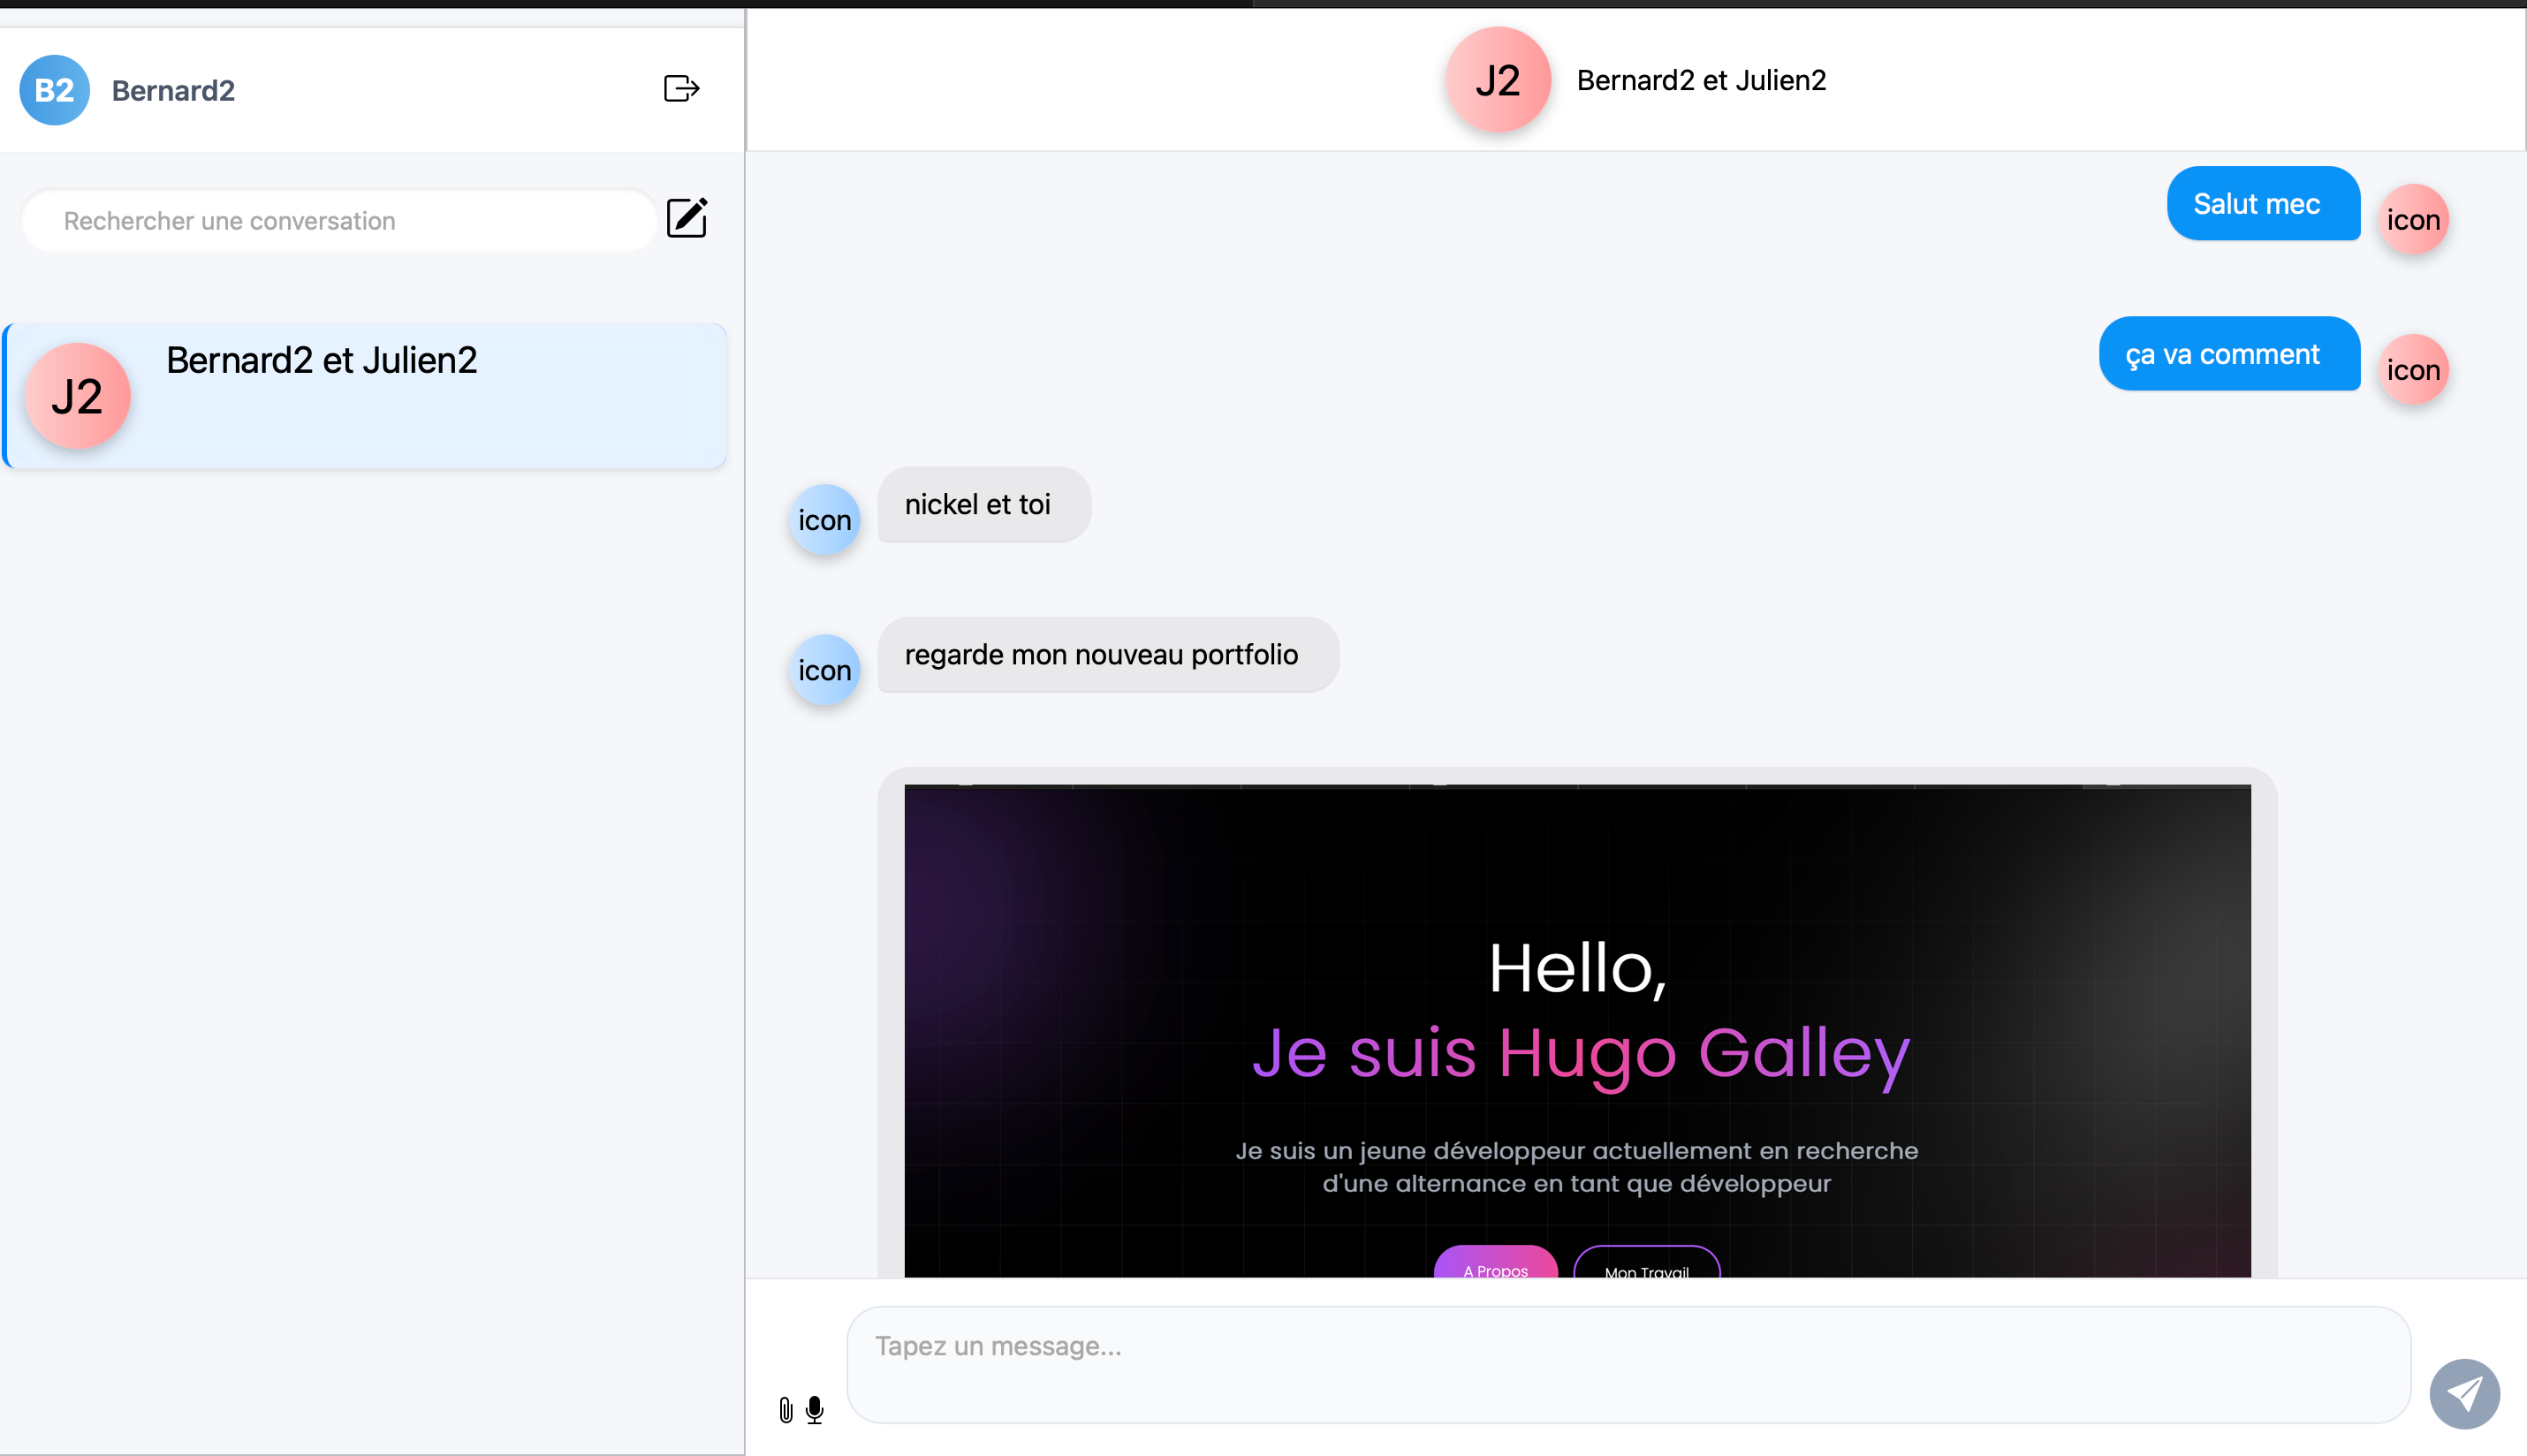 B2 Bernard2
Rechercher une conversation
J2 Bernard2 et Julien2
J2 Bernard2 et Julien2
Salut mec icon
ça va comment icon
icon nickel et toi
icon regarde mon nouveau portfolio
Hello,
Je suis Hugo Galley
Je suis un jeune développeur actuellement en recherche
d'une alternance en tant que développeur
A Propos Mon Travail
Tapez un message...